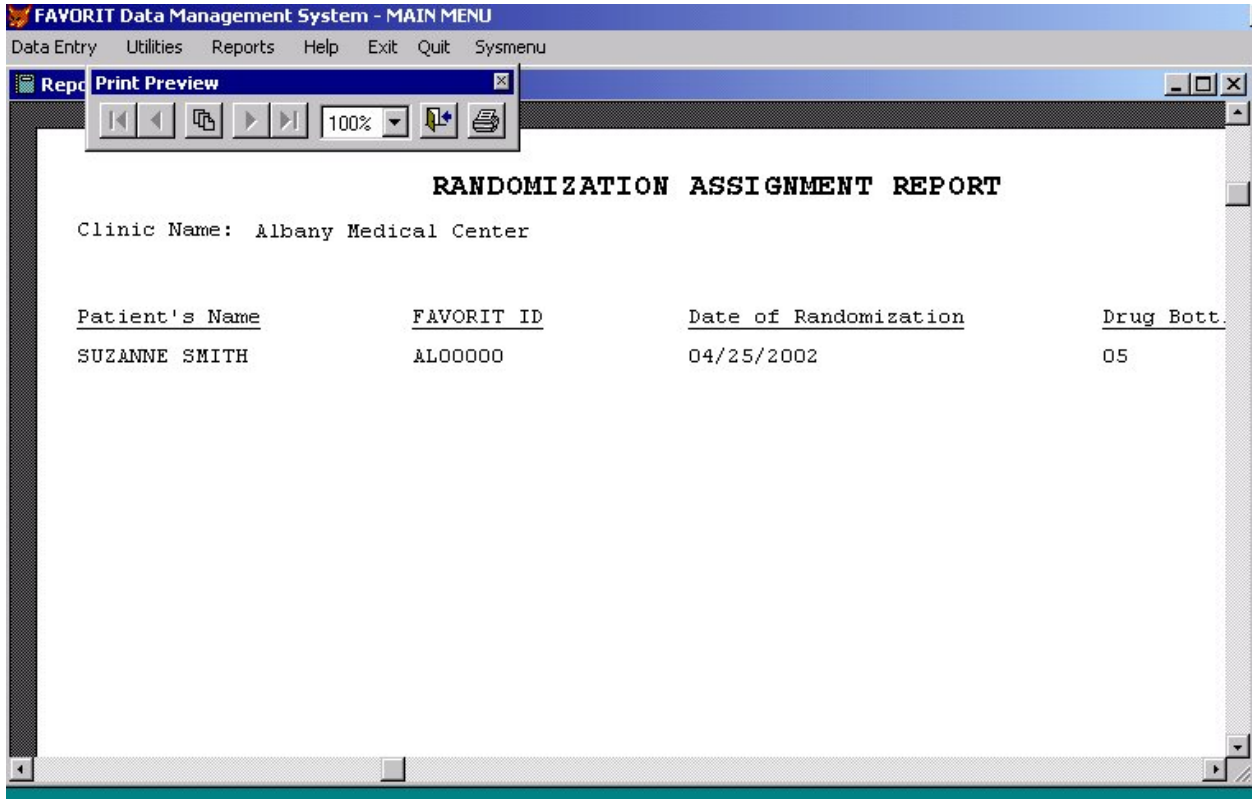 FAVORIT Data Management System - MAIN MENU
Data Entry Utilities Reports Help Exit Quit Sysmenu
Print Preview
100%
RANDOMIZATION ASSIGNMENT REPORT
Clinic Name: Albany Medical Center
Patient's Name FAVORIT ID Date of Randomization Drug
SUZANNE SMITH AL00000 04/25/2002 05